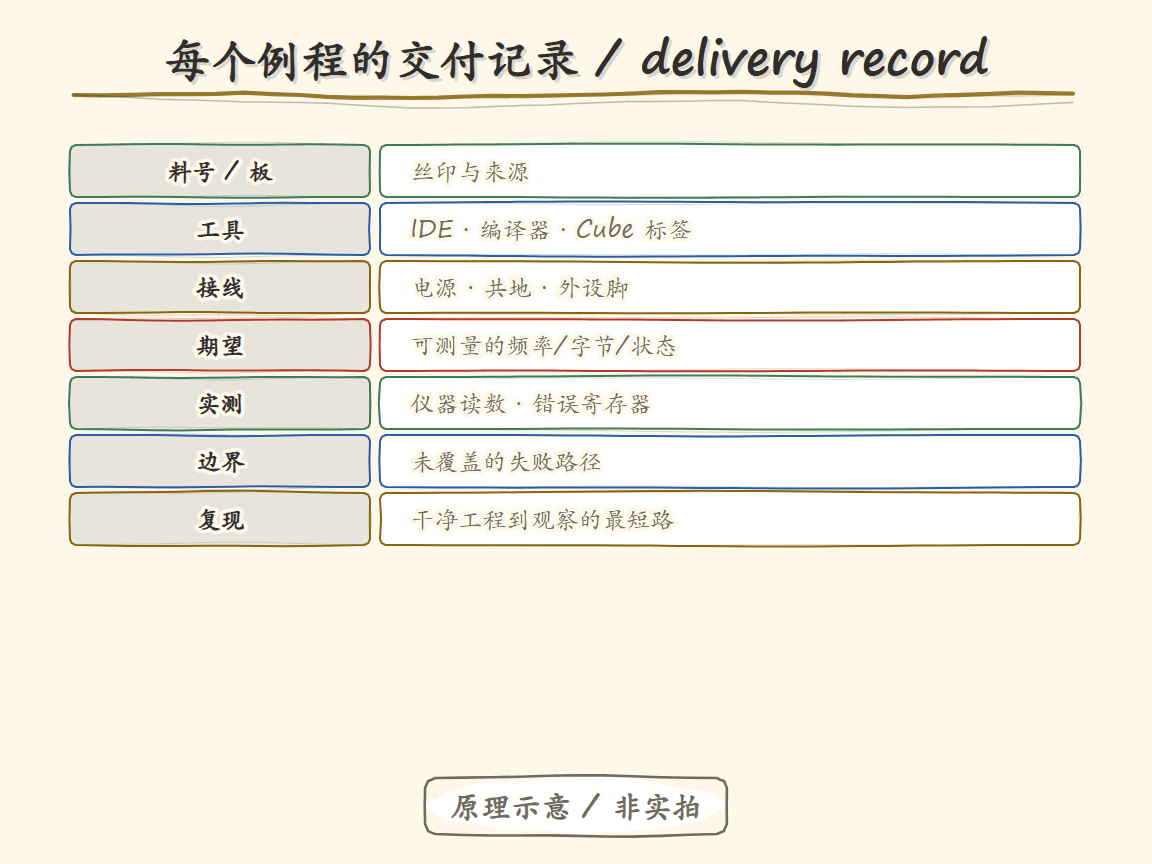 每个例程的交付记录 / delivery record
料号 / 板 丝印与来源
工具 IDE · 编译器 · Cube 标签
接线 电源 · 共地 · 外设脚
期望 可测量的频率/字节/状态
实测 仪器读数 · 错误寄存器
边界 未覆盖的失败路径
复现 干净工程到观察的最短路
原理示意 / 非实拍